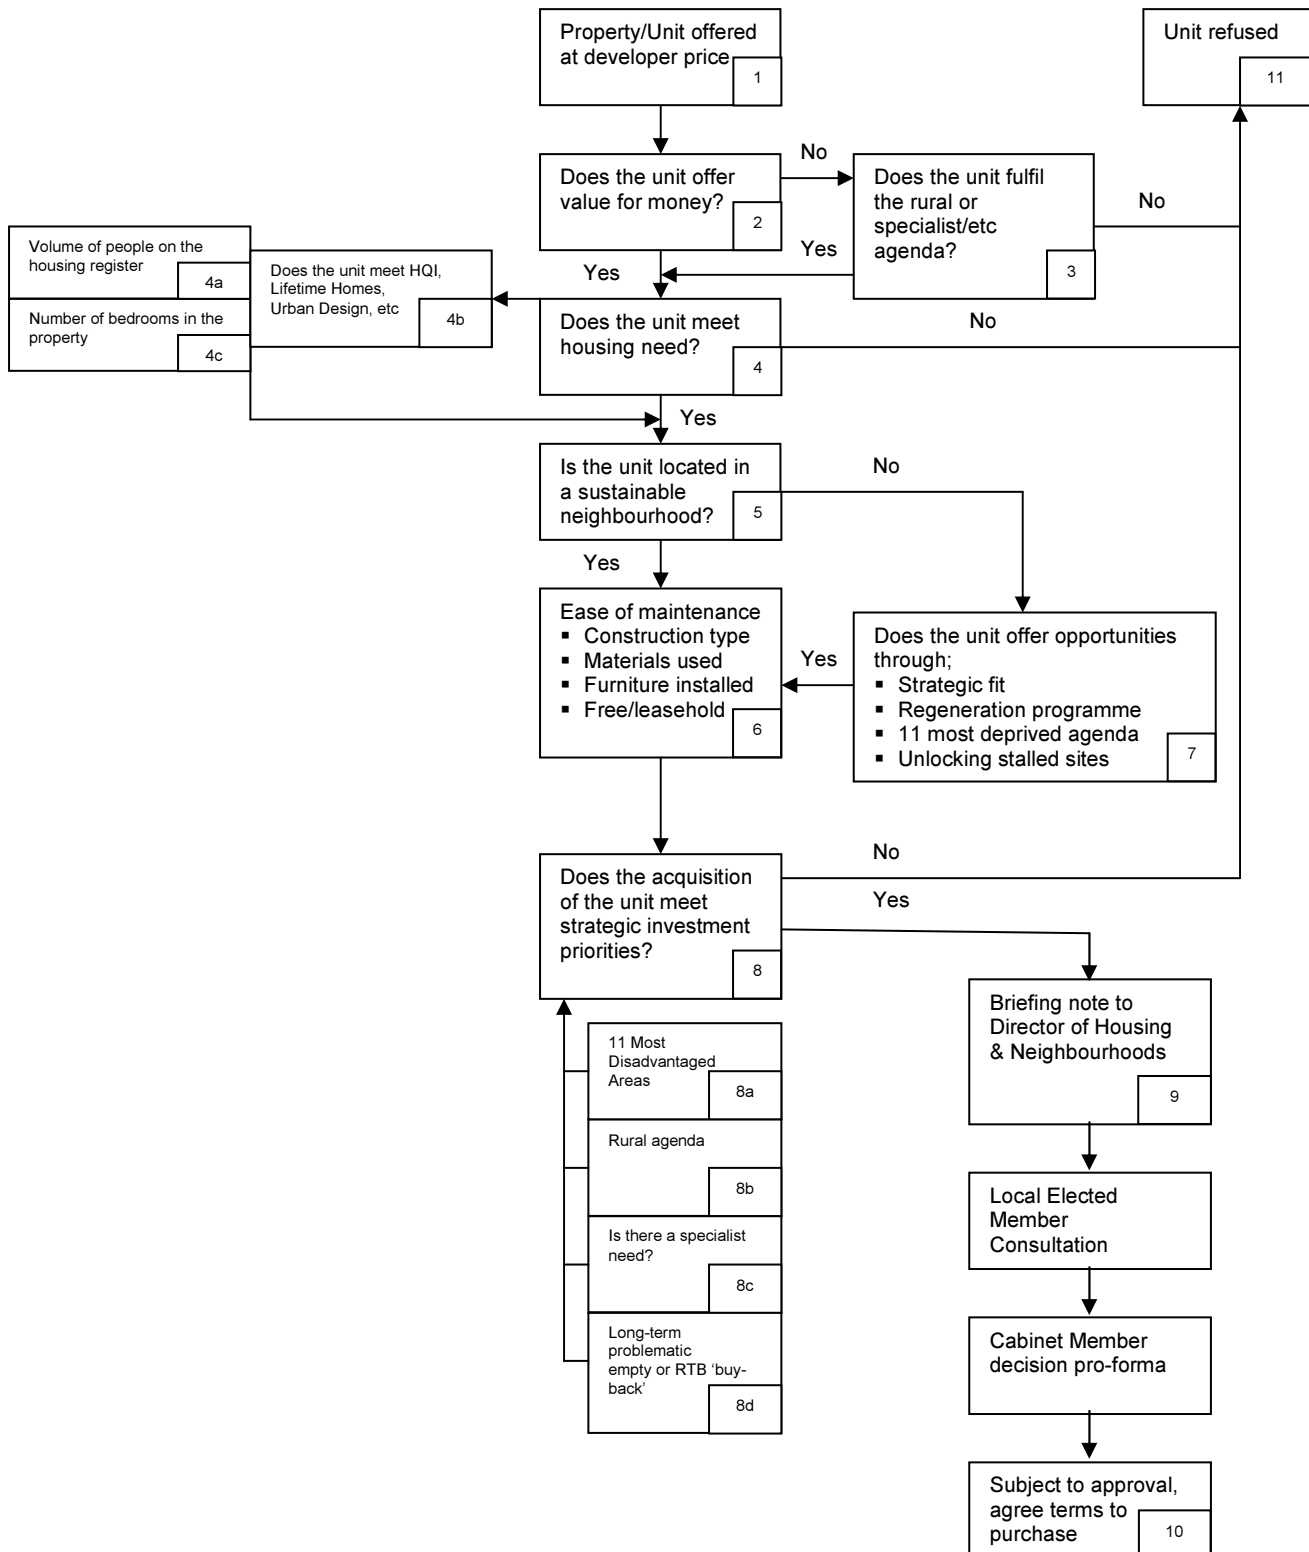 Property/Unit offered
at developer price
1
Unit refused
11
No
Does the unit offer
value for money?
2
Does the unit fulfil
the rural or
specialist/etc
agenda?
3
No
Yes
Yes
Volume of people on the
housing register
4a
Does the unit meet HQI,
Lifetime Homes,
Urban Design, etc
4b
Number of bedrooms in the
property
4c
Does the unit meet
housing need?
4
No
Yes
Is the unit located in
a sustainable
neighbourhood?
5
No
Yes
Ease of maintenance
▪ Construction type
▪ Materials used
▪ Furniture installed
▪ Free/leasehold
6
Yes
Does the unit offer opportunities
through;
▪ Strategic fit
▪ Regeneration programme
▪ 11 most deprived agenda
▪ Unlocking stalled sites
7
Does the acquisition
of the unit meet
strategic investment
priorities?
8
No
Yes
11 Most
Disadvantaged
Areas
8a
Rural agenda
8b
Is there a specialist
need?
8c
Long-term
problematic
empty or RTB ‘buy-
back’
8d
Briefing note to
Director of Housing
& Neighbourhoods
9
Local Elected
Member
Consultation
Cabinet Member
decision pro-forma
Subject to approval,
agree terms to
purchase
10